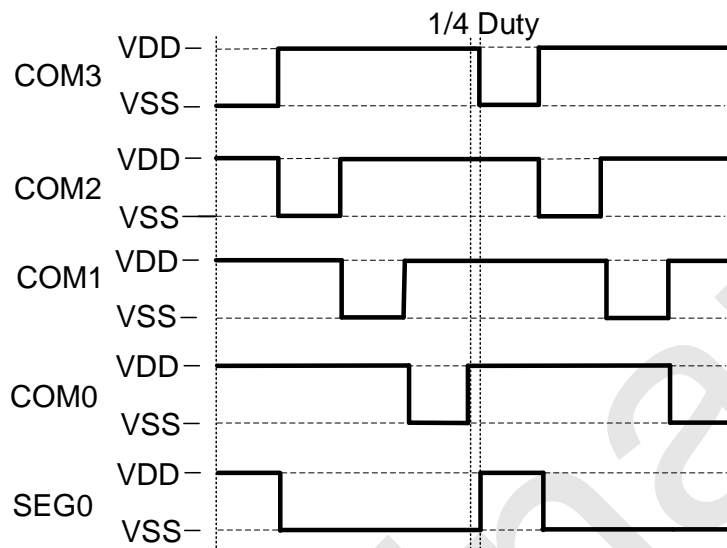 1/4 Duty
VDD
COM3
VSS
VDD
COM2
VSS
VDD
COM1
VSS
VDD
COM0
VSS
VDD
SEG0
VSS